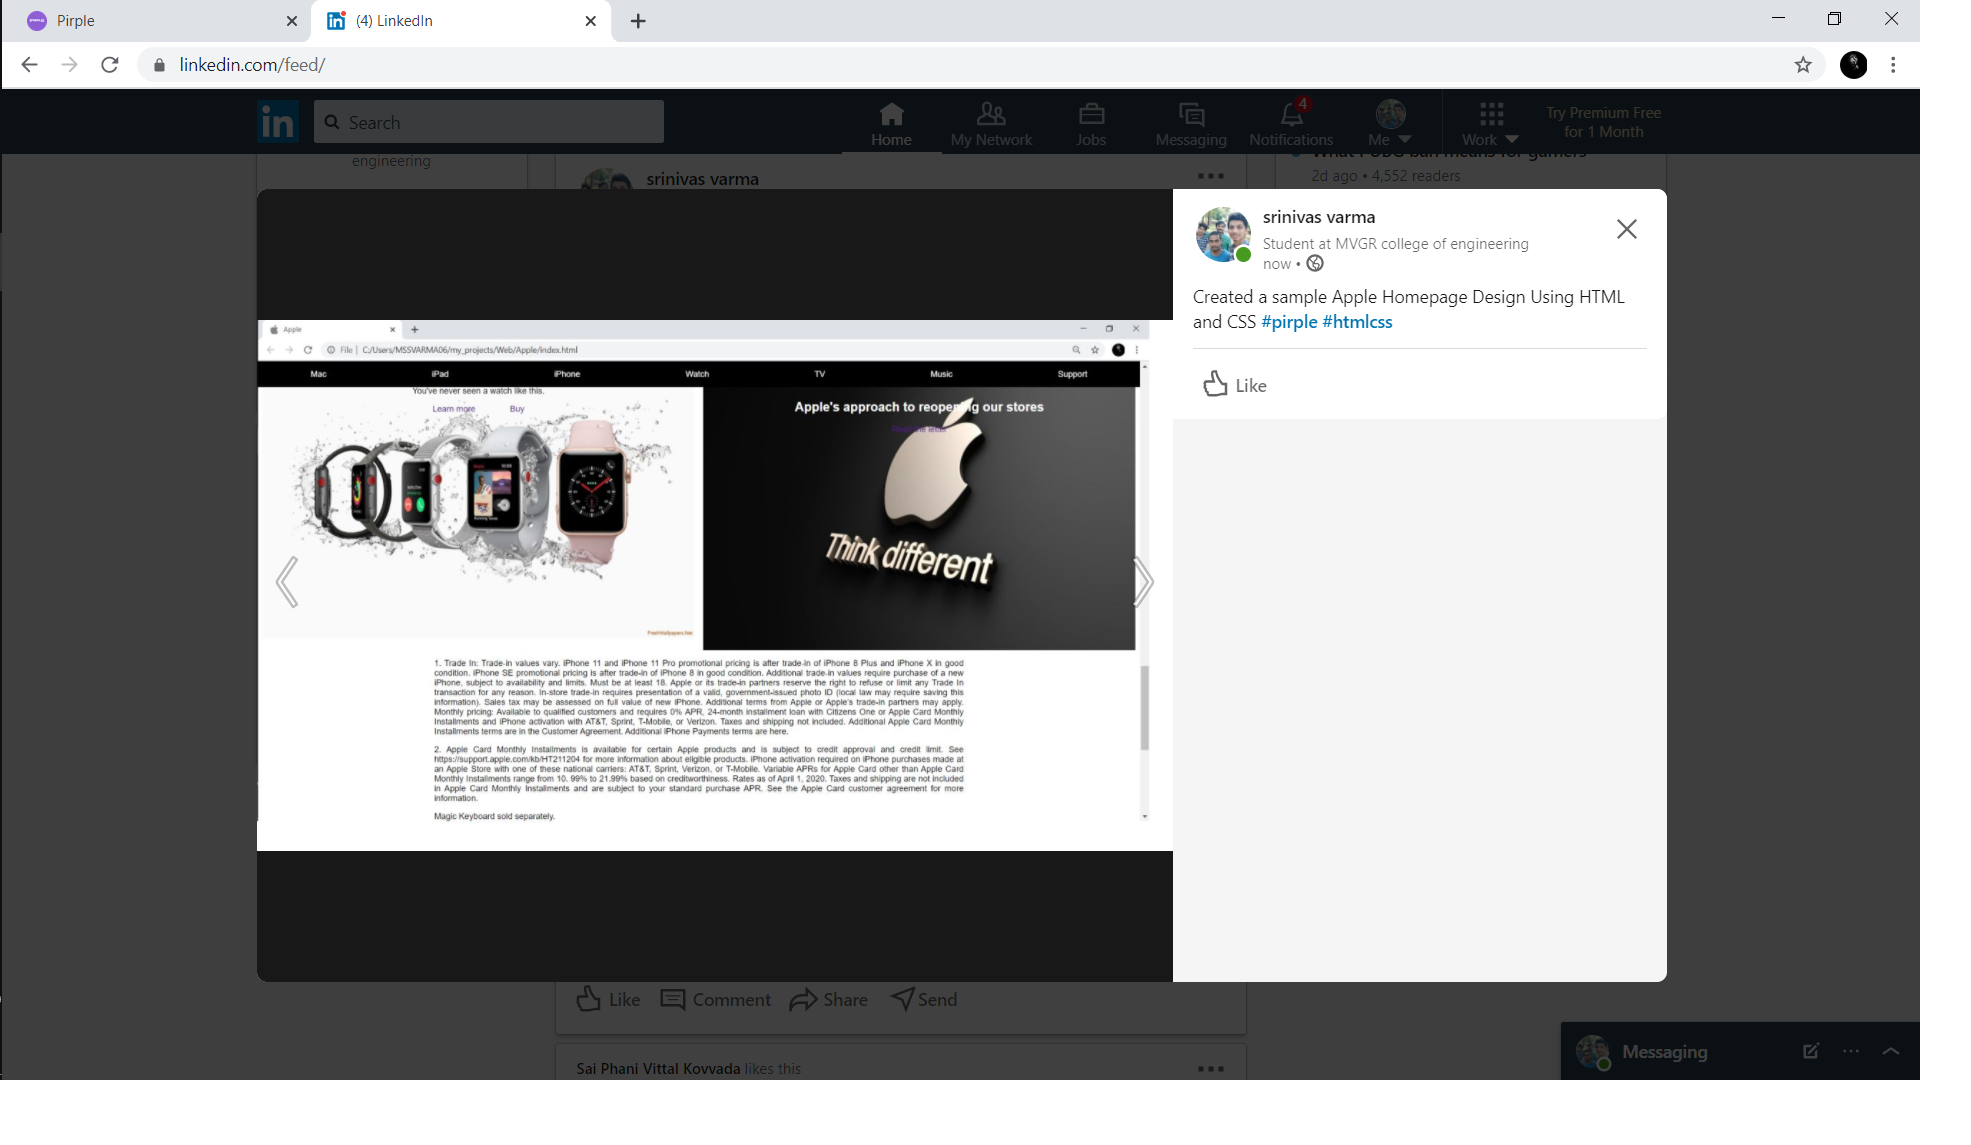 Pirple
(4) LinkedIn
linkedin.com/feed/
in
Search
Home
My Network
Jobs
Messaging
4
Notifications
Me
Work
Try Premium Free
for 1 Month
engineering
srinivas varma
What PUBG ban means for gamers
2d ago • 4,552 readers
Apple
File | C:/Users/MSSVARMA06/my_projects/Web/Apple/index.html
Mac
iPad
iPhone
Watch
TV
Music
Support
You've never seen a watch like this.
Learn more
Buy
Apple's approach to reopening our stores
Read the letter
Think different
FreshWallpapers.Net
1. Trade In: Trade-in values vary. iPhone 11 and iPhone 11 Pro promotional pricing is after trade-in of iPhone 8 Plus and iPhone X in good
condition. iPhone SE promotional pricing is after trade-in of iPhone 8 in good condition. Additional trade-in values require purchase of a new
iPhone, subject to availability and limits. Must be at least 18. Apple or its trade-in partners reserve the right to refuse or limit any Trade In
transaction for any reason. In-store trade-in requires presentation of a valid, government-issued photo ID (local law may require saving this
information). Sales tax may be assessed on full value of new iPhone. Additional terms from Apple or Apple's trade-in partners may apply.
Monthly pricing: Available to qualified customers and requires 0% APR, 24-month installment loan with Citizens One or Apple Card Monthly
Installments and iPhone activation with AT&T, Sprint, T-Mobile, or Verizon. Taxes and shipping not included. Additional Apple Card Monthly
Installments terms are in the Customer Agreement. Additional iPhone Payments terms are here.
2. Apple Card Monthly Installments is available for certain Apple products and is subject to credit approval and credit limit. See
https://support.apple.com/kb/HT211204 for more information about eligible products. iPhone activation required on iPhone purchases made at
an Apple Store with one of these national carriers: AT&T, Sprint, Verizon, or T-Mobile. Variable APRs for Apple Card other than Apple Card
Monthly Installments range from 10. 99% to 21.99% based on creditworthiness. Rates as of April 1, 2020. Taxes and shipping are not included
in Apple Card Monthly Installments and are subject to your standard purchase APR. See the Apple Card customer agreement for more
information.
Magic Keyboard sold separately.
srinivas varma
Student at MVGR college of engineering
now •
Created a sample Apple Homepage Design Using HTML
and CSS #pirple #htmlcss
Like
Like
Comment
Share
Send
Sai Phani Vittal Kovvada likes this
Messaging